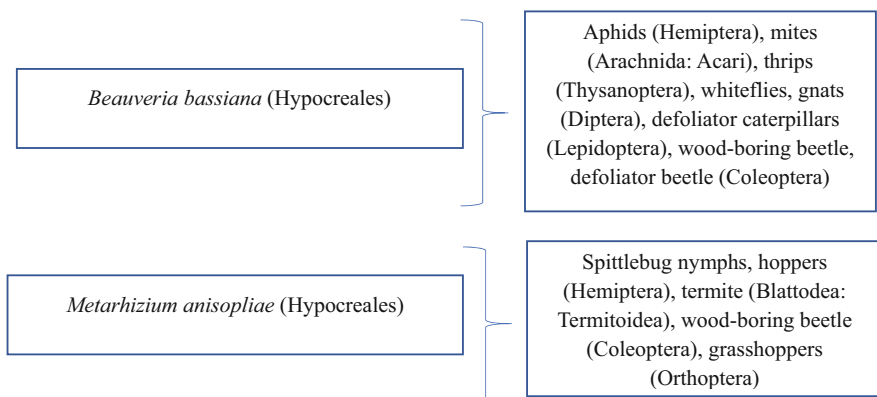 Beauveria bassiana (Hypocreales)
Aphids (Hemiptera), mites
(Arachnida: Acari), thrips
(Thysanoptera), whiteflies, gnats
(Diptera), defoliator caterpillars
(Lepidoptera), wood-boring beetle,
defoliator beetle (Coleoptera)
Metarhizium anisopliae (Hypocreales)
Spittlebug nymphs, hoppers
(Hemiptera), termite (Blattodea:
Termitoidea), wood-boring beetle
(Coleoptera), grasshoppers
(Orthoptera)